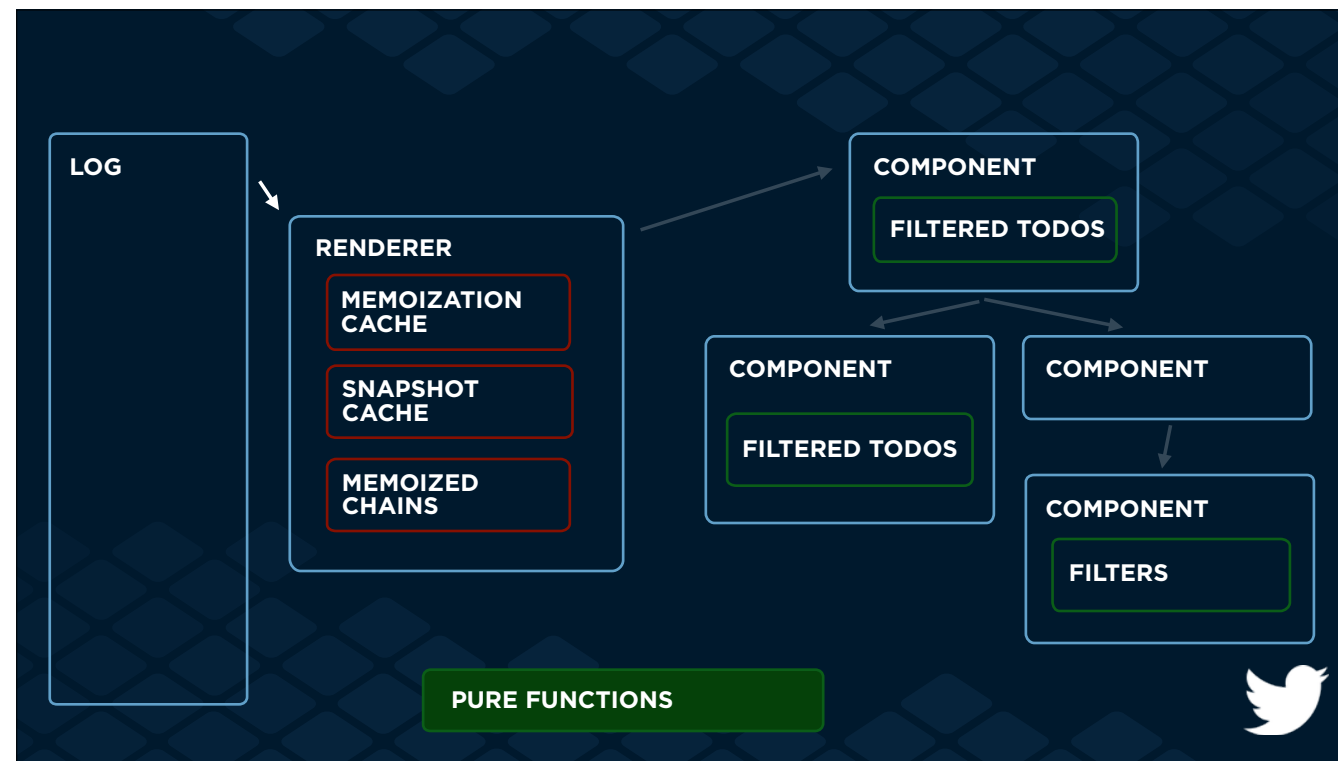 LOG
RENDERER
MEMOIZATION
CACHE
SNAPSHOT
CACHE
MEMOIZED
CHAINS
COMPONENT
FILTERED TODOS
COMPONENT
FILTERED TODOS
COMPONENT
COMPONENT
FILTERS
PURE FUNCTIONS